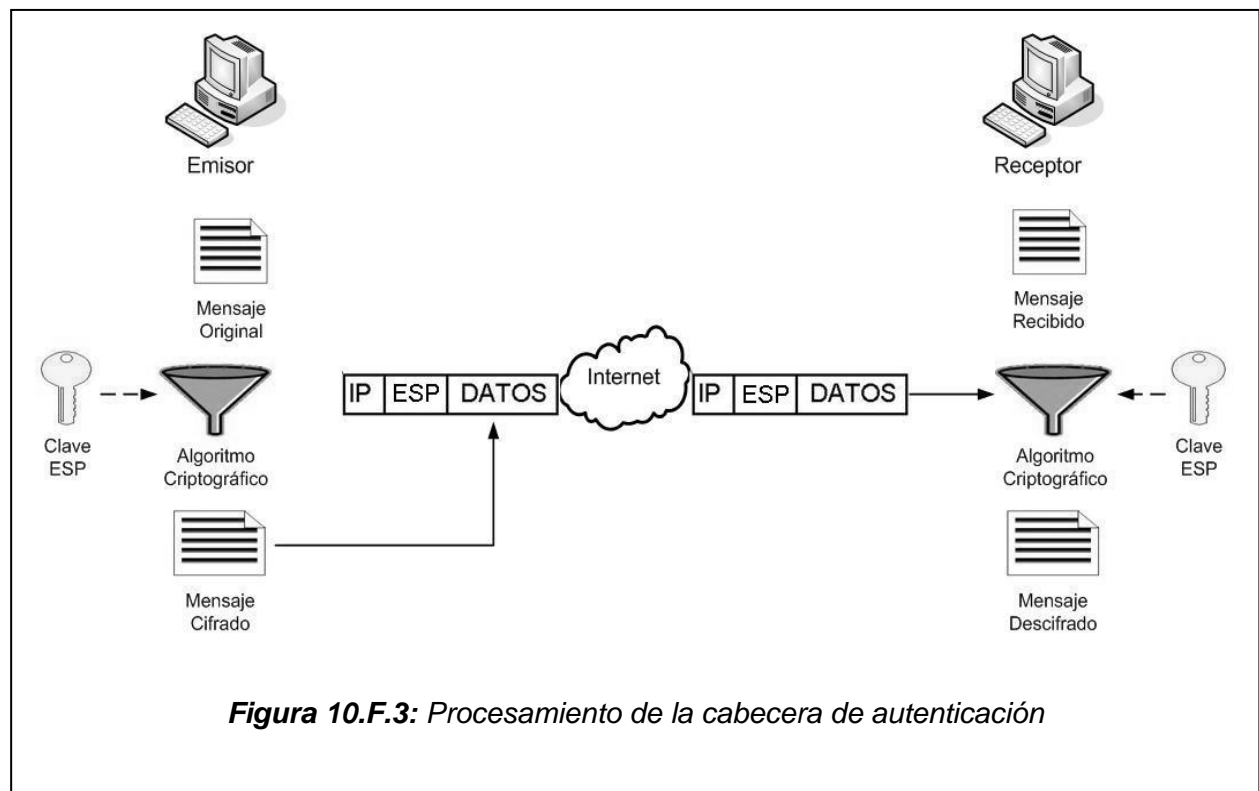 Emisor
Receptor
Mensaje
Original
Mensaje
Recibido
Clave
ESP
Algoritmo
Criptográfico
IP ESP DATOS
Internet
IP ESP DATOS
Algoritmo
Criptográfico
Clave
ESP
Mensaje
Cifrado
Mensaje
Descifrado
Figura 10.F.3: Procesamiento de la cabecera de autenticación